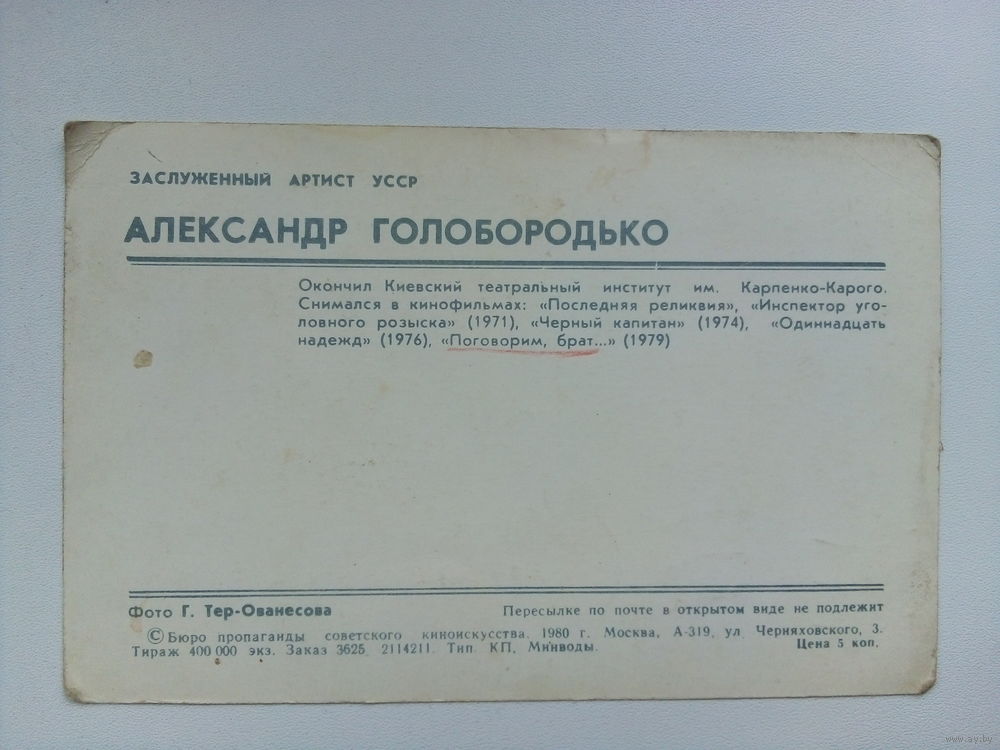 ЗАСЛУЖЕННЫЙ АРТИСТ УССР
АЛЕКСАНДР ГОЛОБОРОДЬКО
Окончил Киевский театральный институт им. Карпенко-Карого.
Снимался в кинофильмах: «Последняя реликвия», «Инспектор уго-
ловного розыска» (1971), «Черный капитан» (1974), «Одиннадцать
надежд» (1976), «Поговорим, брат...» (1979)
Фото Г. Тер-Ованесова
Пересылке по почте в открытом виде не подлежит
© Бюро пропаганды советского киноискусства. 1980 г. Москва, А-319, ул. Черняховского, 3.
Тираж 400 000 экз. Заказ 3625 2114211. Тип. КП, Минводы.
Цена 5 коп.
www.ay.by